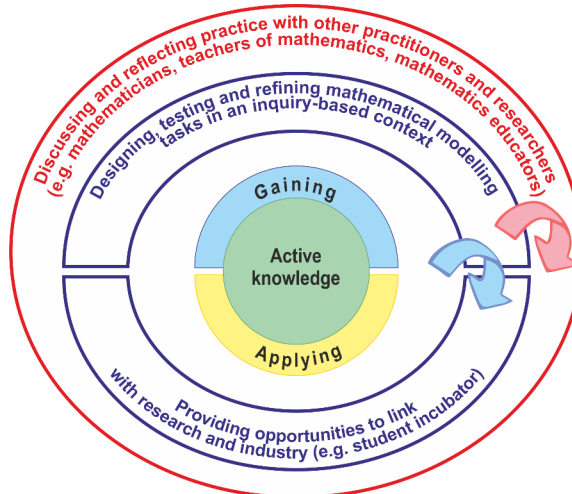 Discussing and reflecting practice with other practitioners and researchers
(e.g. mathematicians, teachers of mathematics, mathematics educators)
Designing, testing and refining mathematical modelling
tasks in an inquiry-based context
Gaining
Active
knowledge
Applying
Providing opportunities to link
with research and industry (e.g. student incubator)